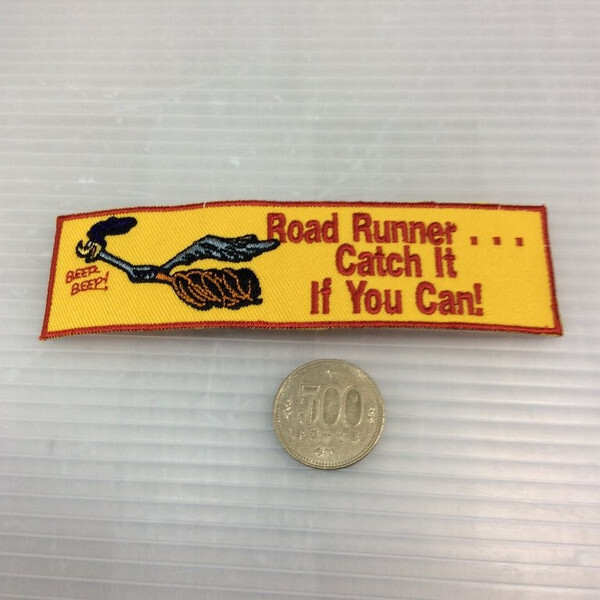 Road Runner . . .
Catch It
If You Can!
BEEP
BEEP!
500